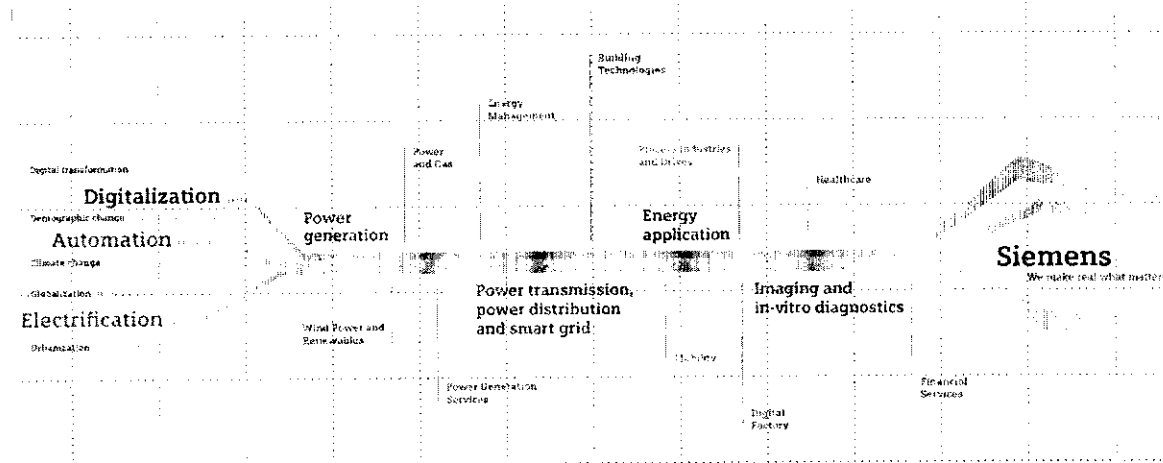 Building
Technologies
Energy
Management
Power
and Gas
Process Industries
and Drives
Digital transformation
Healthcare
Digitalization
Demographic change
Power
generation
Energy
application
Automation
Climate change
Siemens
We make real what matter
Globalization
Power transmission,
power distribution
and smart grid
Imaging and
in-vitro diagnostics
Electrification
Wind Power and
Renewables
Urbanization
Mobility
Power Generation
Services
Financial
Services
Digital
Factory